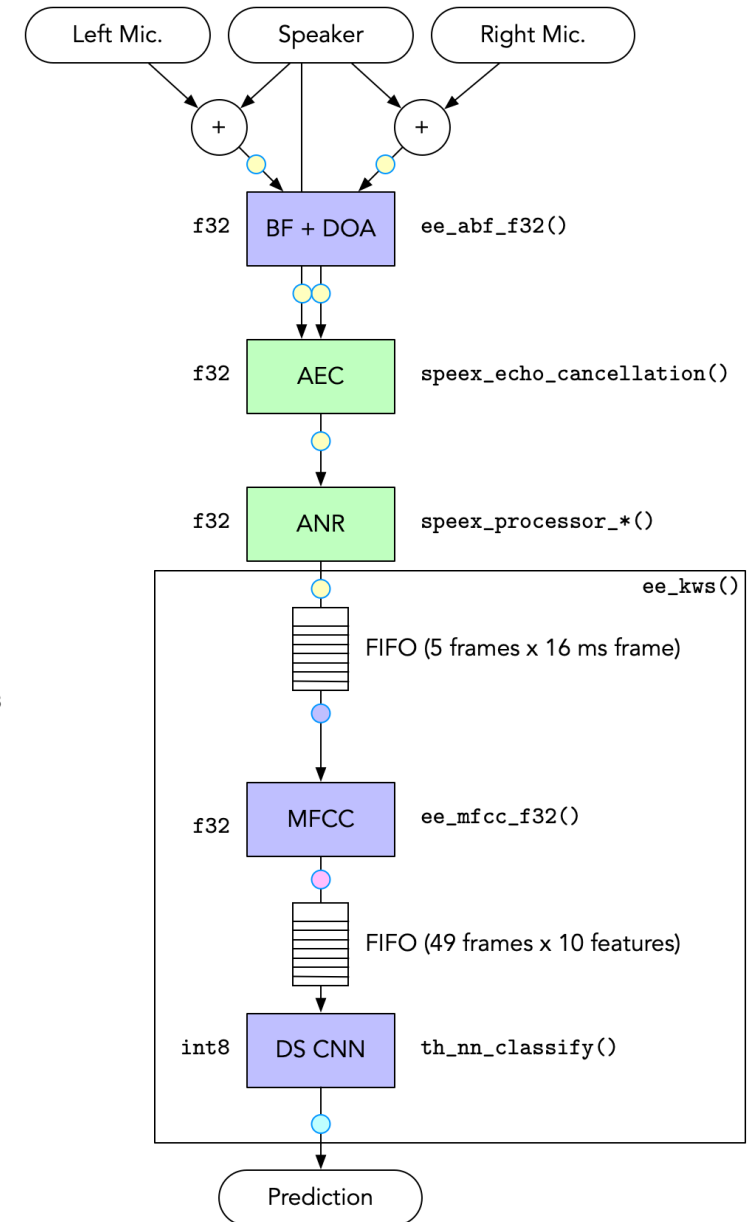 Left Mic.
Speaker
Right Mic.
+
+
f32
BF + DOA
ee_abf_f32()
f32
AEC
speex_echo_cancellation()
f32
ANR
speex_processor_*()
ee_kws()
FIFO (5 frames x 16 ms frame)
f32
MFCC
ee_mfcc_f32()
FIFO (49 frames x 10 features)
int8
DS CNN
th_nn_classify()
Prediction